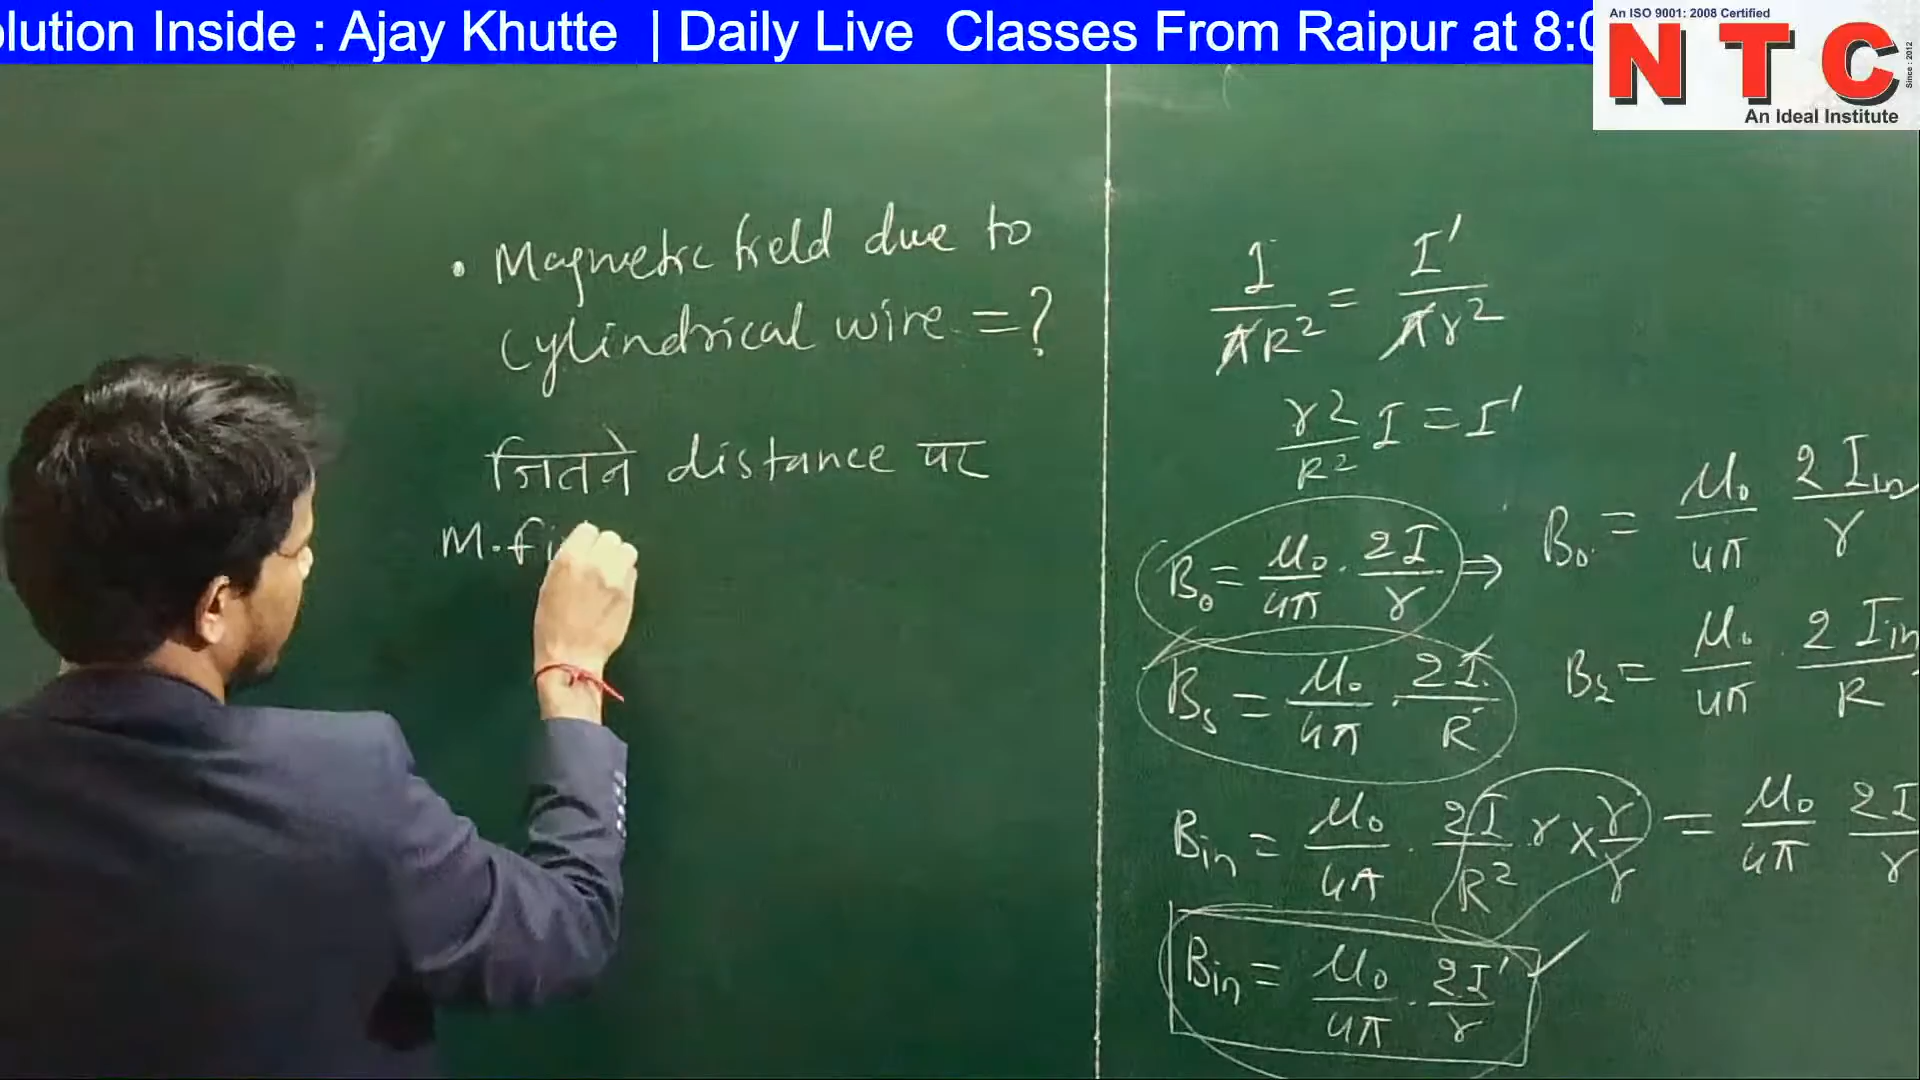 olution Inside : Ajay Khutte | Daily Live Classes From Raipur at 8:0
An ISO 9001: 2008 Certified
NTC
Since : 2012
An Ideal Institute
• Magnetic field due to
cylindrical wire = ?
जितने distance पर
M. fi
I/πR² = I'/πr²
r²/R² I = I'
B₀ = μ₀/4π · 2I/r ⇒ B₀ = μ₀/4π 2Iin/r
Bs = μ₀/4π · 2I/R
Bs = μ₀/4π · 2Iin/R
Bin = μ₀/4π · 2I/R² · r × r/r = μ₀/4π 2I/r
Bin = μ₀/4π · 2I'/r